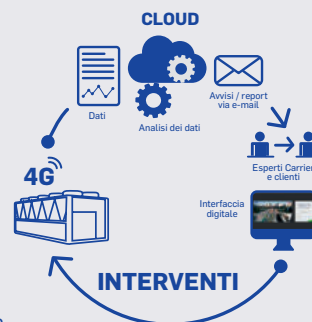 CLOUD
Dati
Analisi dei dati
Avvisi / report
via e-mail
4G
Esperti Carrier
e clienti
Interfaccia
digitale
INTERVENTI